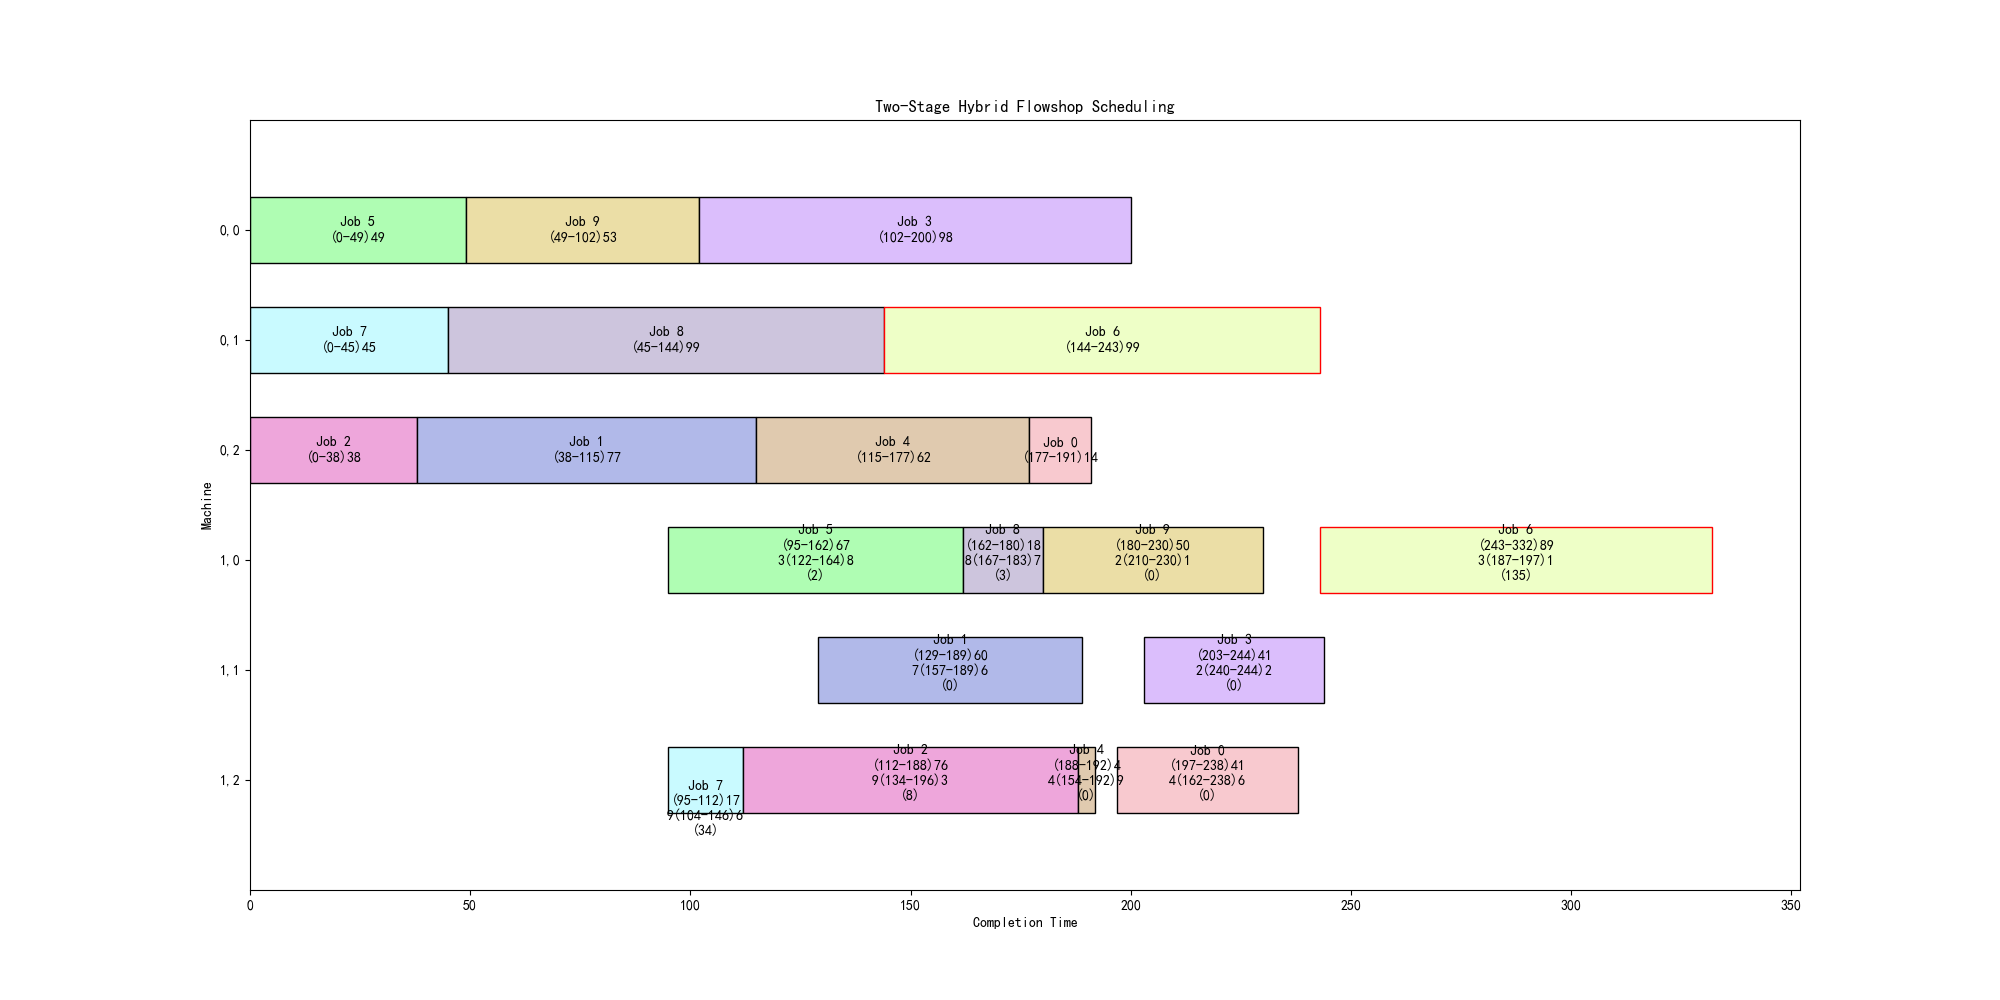 Two-Stage Hybrid Flowshop Scheduling
Machine
0,0
Job 5
(0-49)49
Job 9
(49-102)53
Job 3
(102-200)98
0,1
Job 7
(0-45)45
Job 8
(45-144)99
Job 6
(144-243)99
0,2
Job 2
(0-38)38
Job 1
(38-115)77
Job 4
(115-177)62
Job 0
(177-191)14
1,0
Job 5
(95-162)67
3(122-164)8
(2)
Job 8
(162-180)18
8(167-183)7
(3)
Job 9
(180-230)50
2(210-230)1
(0)
Job 6
(243-332)89
3(187-197)1
(135)
1,1
Job 1
(129-189)60
7(157-189)6
(0)
Job 3
(203-244)41
2(240-244)2
(0)
1,2
Job 7
(95-112)17
9(104-146)6
(34)
Job 2
(112-188)76
9(134-196)3
(8)
Job 4
(188-192)4
4(154-192)9
(0)
Job 0
(197-238)41
4(162-238)6
(0)
0
50
100
150
200
250
300
350
Completion Time